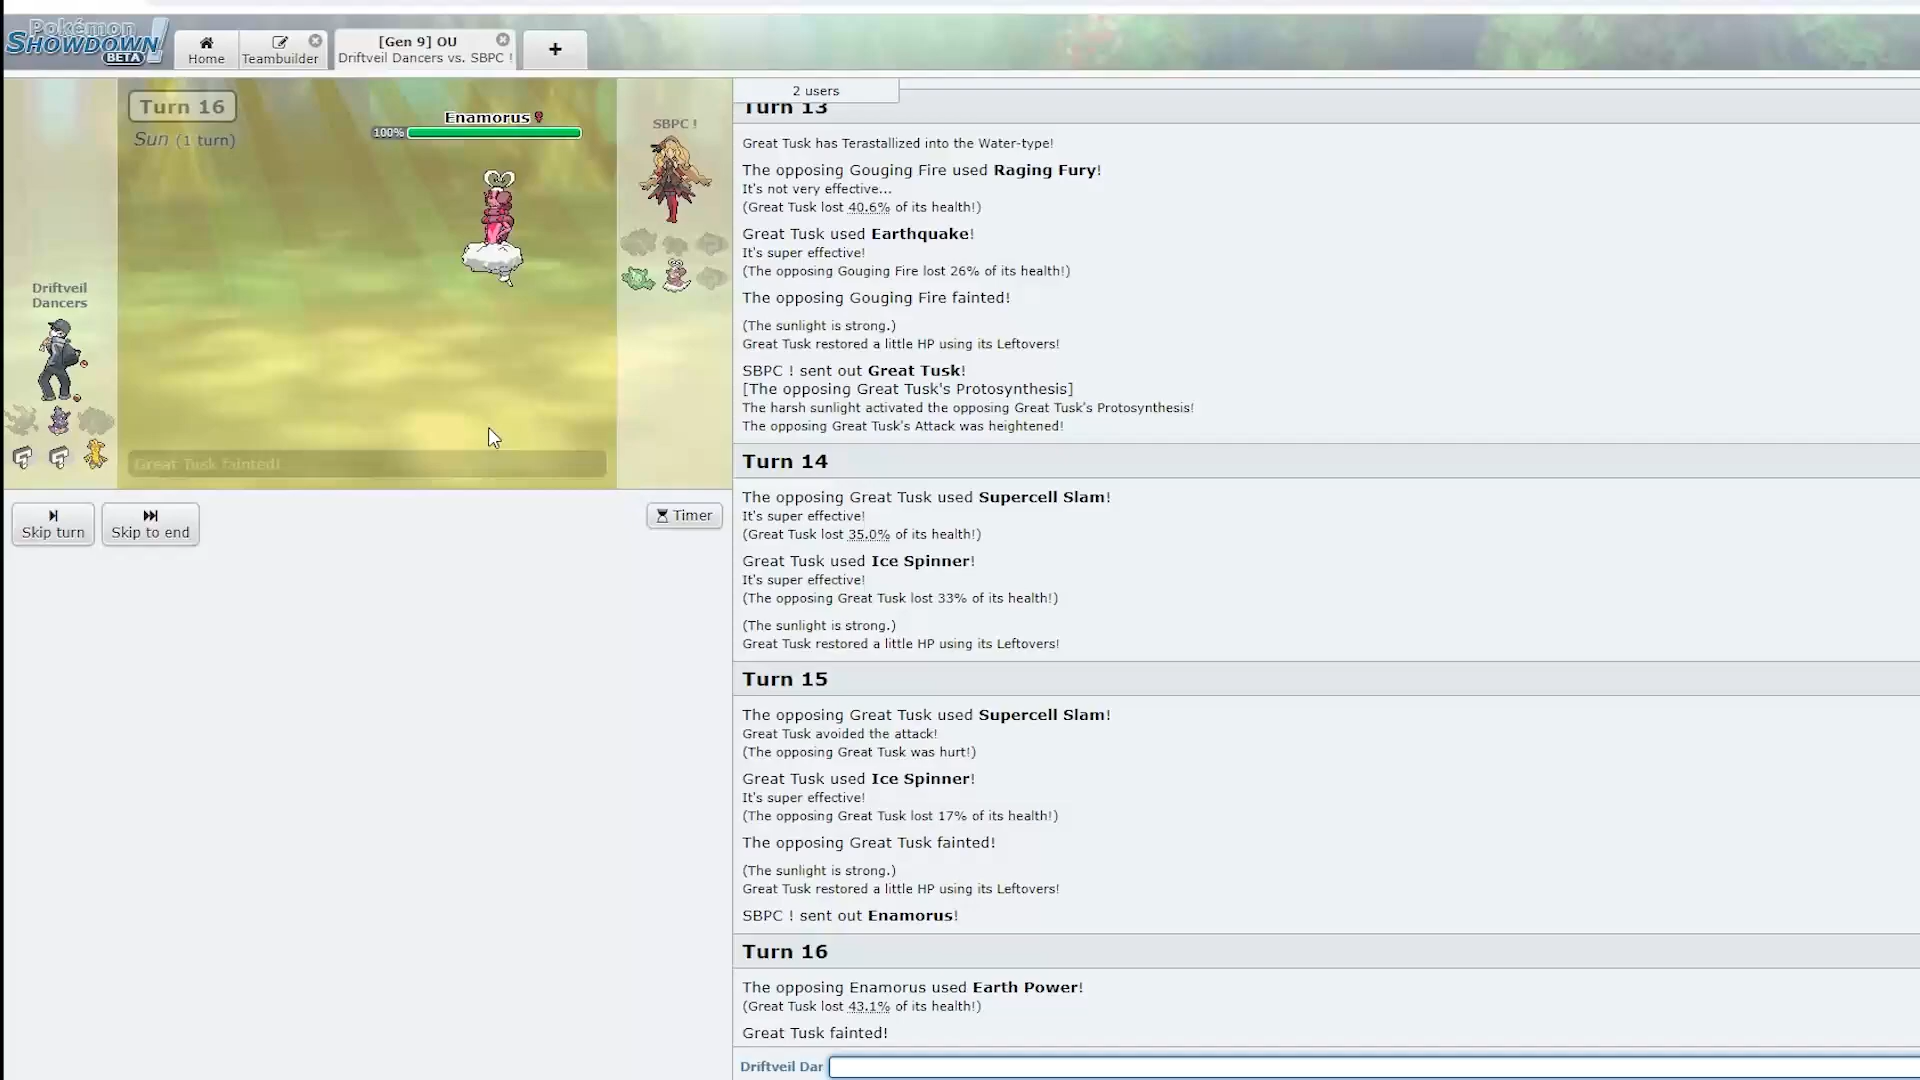 Pokémon
SHOWDOWN!
BETA
Home
Teambuilder
[Gen 9] OU
Driftveil Dancers vs. SBPC !
+
Turn 16
Sun (1 turn)
Enamorus
100%
SBPC !
Driftveil
Dancers
Great Tusk fainted!
Skip turn
Skip to end
Timer
2 users
Turn 13
Great Tusk has Terastallized into the Water-type!
The opposing Gouging Fire used Raging Fury!
It's not very effective...
(Great Tusk lost 40.6% of its health!)
Great Tusk used Earthquake!
It's super effective!
(The opposing Gouging Fire lost 26% of its health!)
The opposing Gouging Fire fainted!
(The sunlight is strong.)
Great Tusk restored a little HP using its Leftovers!
SBPC ! sent out Great Tusk!
[The opposing Great Tusk's Protosynthesis]
The harsh sunlight activated the opposing Great Tusk's Protosynthesis!
The opposing Great Tusk's Attack was heightened!
Turn 14
The opposing Great Tusk used Supercell Slam!
It's super effective!
(Great Tusk lost 35.0% of its health!)
Great Tusk used Ice Spinner!
It's super effective!
(The opposing Great Tusk lost 33% of its health!)
(The sunlight is strong.)
Great Tusk restored a little HP using its Leftovers!
Turn 15
The opposing Great Tusk used Supercell Slam!
Great Tusk avoided the attack!
(The opposing Great Tusk was hurt!)
Great Tusk used Ice Spinner!
It's super effective!
(The opposing Great Tusk lost 17% of its health!)
The opposing Great Tusk fainted!
(The sunlight is strong.)
Great Tusk restored a little HP using its Leftovers!
SBPC ! sent out Enamorus!
Turn 16
The opposing Enamorus used Earth Power!
(Great Tusk lost 43.1% of its health!)
Great Tusk fainted!
Driftveil Dar